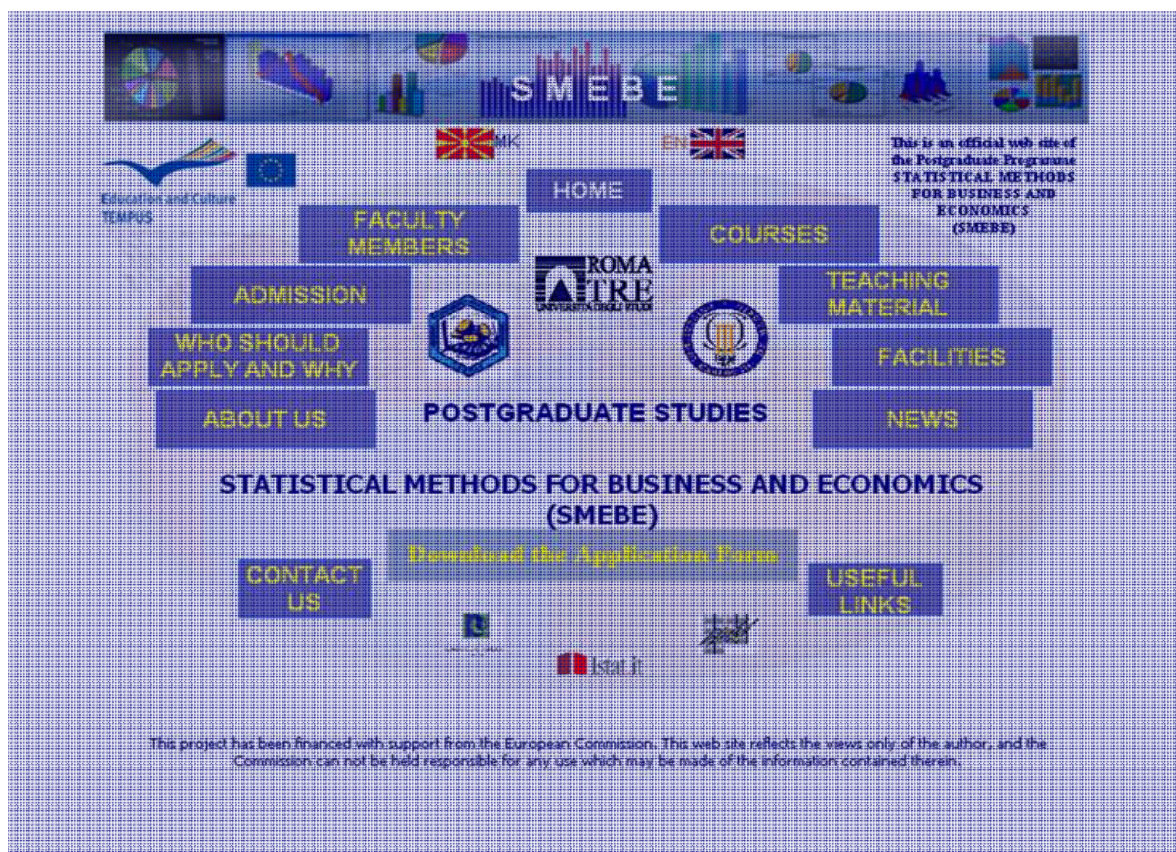 SMEBE
MK
EN
This is an official web site of
the Postgraduate Programme
STATISTICAL METHODS
FOR BUSINESS AND
ECONOMICS
(SMEBE)
Education and Culture
TEMPUS
HOME
FACULTY
MEMBERS
COURSES
ROMA
TRE
UNIVERSITÀ DEGLI STUDI
ADMISSION
TEACHING
MATERIAL
WHO SHOULD
APPLY AND WHY
FACILITIES
ABOUT US
POSTGRADUATE STUDIES
NEWS
STATISTICAL METHODS FOR BUSINESS AND ECONOMICS
(SMEBE)
Download the Application Form
CONTACT
US
USEFUL
LINKS
Istat.it
This project has been financed with support from the European Commission. This web site reflects the views only of the author, and the
Commission can not be held responsible for any use which may be made of the information contained therein.